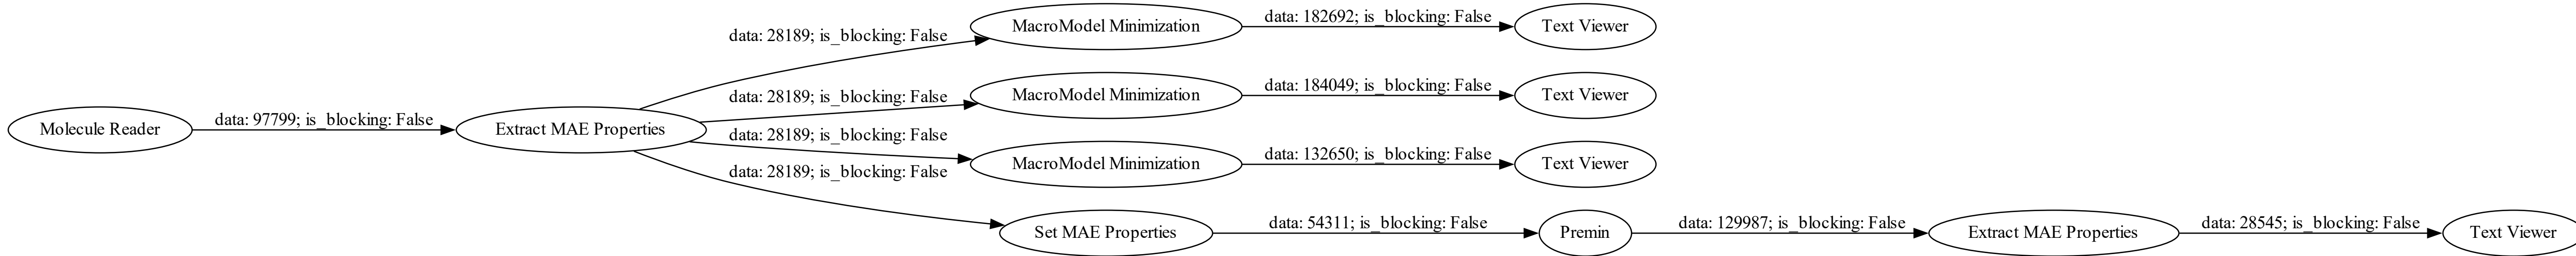 data: 182692; is_blocking: False
MacroModel Minimization
Text Viewer
data: 28189; is_blocking: False
data: 184049; is_blocking: False
MacroModel Minimization
Text Viewer
data: 28189; is_blocking: False
Molecule Reader
data: 97799; is_blocking: False
Extract MAE Properties
data: 28189; is_blocking: False
data: 132650; is_blocking: False
MacroModel Minimization
Text Viewer
data: 28189; is_blocking: False
Set MAE Properties
data: 54311; is_blocking: False
Premin
data: 129987; is_blocking: False
Extract MAE Properties
data: 28545; is_blocking: False
Text Viewer